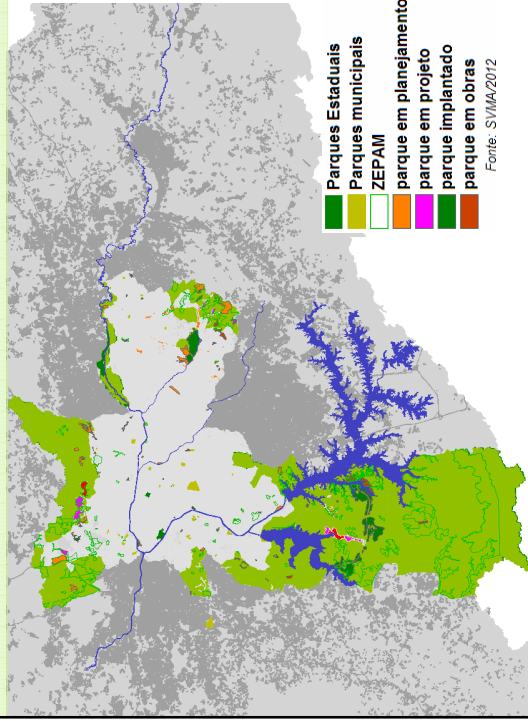 Parques Estaduais
Parques municipais
ZEPAM
parque em planejamento
parque em projeto
parque implantado
parque em obras
Fonte: SVMA/2012